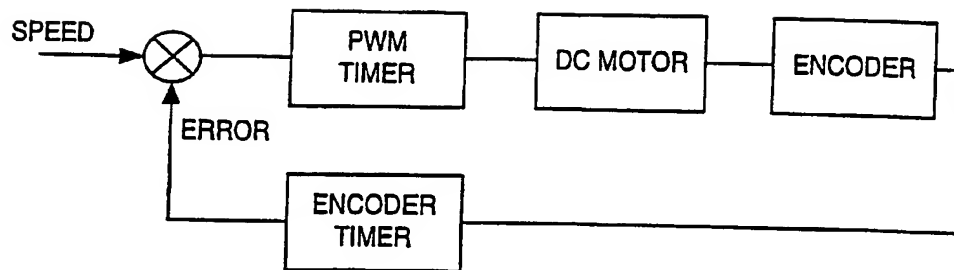 SPEED
PWM
TIMER
DC MOTOR
ENCODER
ERROR
ENCODER
TIMER